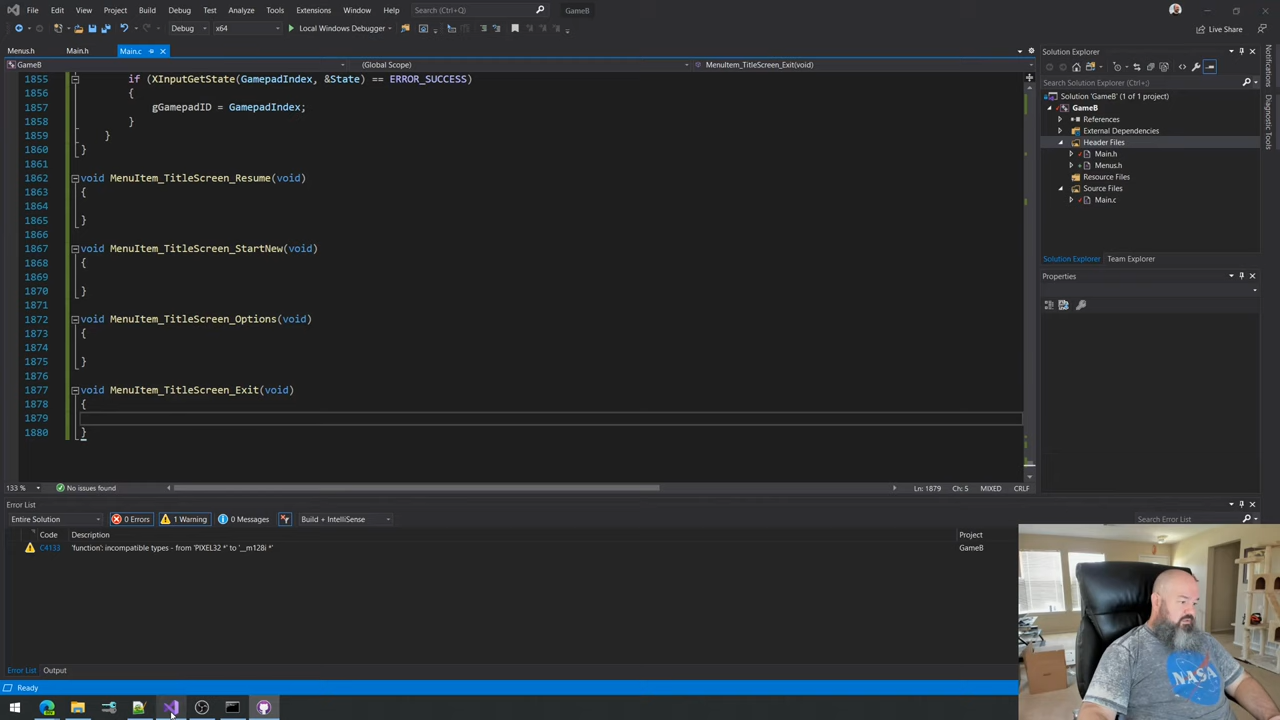 File Edit View Git Project Build Debug Test Analyze Tools Extensions Window Help Search (Ctrl+Q) GameB
Debug x64 Local Windows Debugger Live Share
Menus.h Main.h Main.c
GameB (Global Scope) MenuItem_TitleScreen_Exit(void)
1855 if (XInputGetState(GamepadIndex, &State) == ERROR_SUCCESS)
1856 {
1857 gGamepadID = GamepadIndex;
1858 }
1859 }
1860 }
1861
1862 void MenuItem_TitleScreen_Resume(void)
1863 {
1864
1865 }
1866
1867 void MenuItem_TitleScreen_StartNew(void)
1868 {
1869
1870 }
1871
1872 void MenuItem_TitleScreen_Options(void)
1873 {
1874
1875 }
1876
1877 void MenuItem_TitleScreen_Exit(void)
1878 {
1879
1880 }
133 % No issues found Ln: 1879 Ch: 5 MIXED CRLF
Error List
Entire Solution 0 Errors 1 Warning 0 Messages Build + IntelliSense Search Error List
Code Description Project
C4133 'function': incompatible types - from 'PIXEL32 *' to '__m128i *' GameB
Error List Output
Ready
Solution Explorer
Search Solution Explorer (Ctrl+;)
Solution 'GameB' (1 of 1 project)
GameB
References
External Dependencies
Header Files
Main.h
Menus.h
Resource Files
Source Files
Main.c
Solution Explorer Team Explorer
Properties
Notifications
Diagnostic Tools
NASA